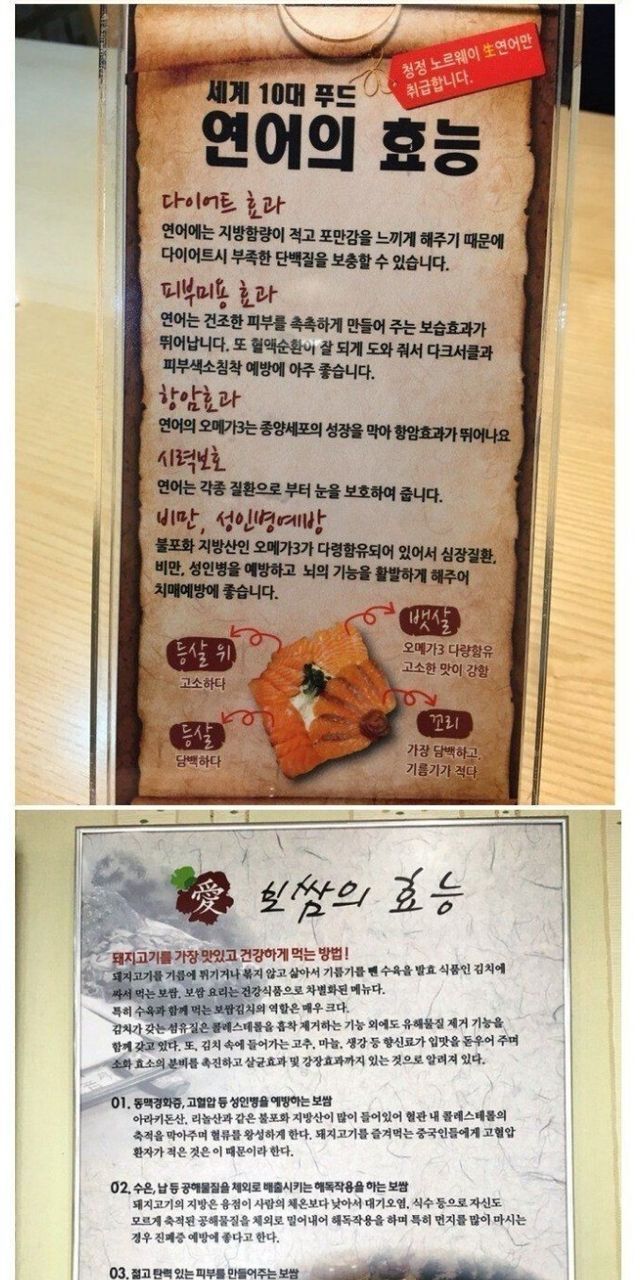 청정 노르웨이 生연어만
취급합니다.
세계 10대 푸드
연어의 효능
다이어트 효과
연어에는 지방함량이 적고 포만감을 느끼게 해주기 때문에
다이어트시 부족한 단백질을 보충할 수 있습니다.
피부미용 효과
연어는 건조한 피부를 촉촉하게 만들어 주는 보습효과가
뛰어납니다. 또 혈액순환이 잘 되게 도와 줘서 다크서클과
피부색소침착 예방에 아주 좋습니다.
항암효과
연어의 오메가3는 종양세포의 성장을 막아 항암효과가 뛰어나요
시력보호
연어는 각종 질환으로 부터 눈을 보호하여 줍니다.
비만, 성인병예방
불포화 지방산인 오메가3가 다령함유되어 있어서 심장질환,
비만, 성인병을 예방하고 뇌의 기능을 활발하게 해주어
치매예방에 좋습니다.
뱃살
오메가3 다량함유
고소한 맛이 강함
등살 위
고소하다
등살
담백하다
꼬리
가장 담백하고,
기름기가 적다
愛 보쌈의 효능
돼지고기를 가장 맛있고 건강하게 먹는 방법!
돼지고기를 기름에 튀기거나 볶지 않고 삶아서 기름기를 뺀 수육을 발효 식품인 김치에
싸서 먹는 보쌈. 보쌈 요리는 건강식품으로 차별화된 메뉴다.
특히 수육과 함께 먹는 보쌈김치의 역할은 매우 크다.
김치가 갖는 섬유질은 콜레스테롤을 흡착 제거하는 기능 외에도 유해물질 제거 기능을
함께 갖고 있다. 또, 김치 속에 들어가는 고추, 마늘, 생강 등 향신료가 입맛을 돋우어 주며
소화 효소의 분비를 촉진하고 살균효과 및 강장효과까지 있는 것으로 알려져 있다.
01. 동맥경화증, 고혈압 등 성인병을 예방하는 보쌈
아라키돈산, 리놀산과 같은 불포화 지방산이 많이 들어있어 혈관 내 콜레스테롤의
축적을 막아주며 혈류를 왕성하게 한다. 돼지고기를 즐겨먹는 중국인들에게 고혈압
환자가 적은 것은 이 때문이라 한다.
02. 수은, 납 등 공해물질을 체외로 배출시키는 해독작용을 하는 보쌈
돼지고기의 지방은 융점이 사람의 체온보다 낮아서 대기오염, 식수 등으로 자신도
모르게 축적된 공해물질을 체외로 밀어내어 해독작용을 하며 특히 먼지를 많이 마시는
경우 진폐증 예방에 좋다고 한다.
03. 젊고 탄력 있는 피부를 만들어주는 보쌈